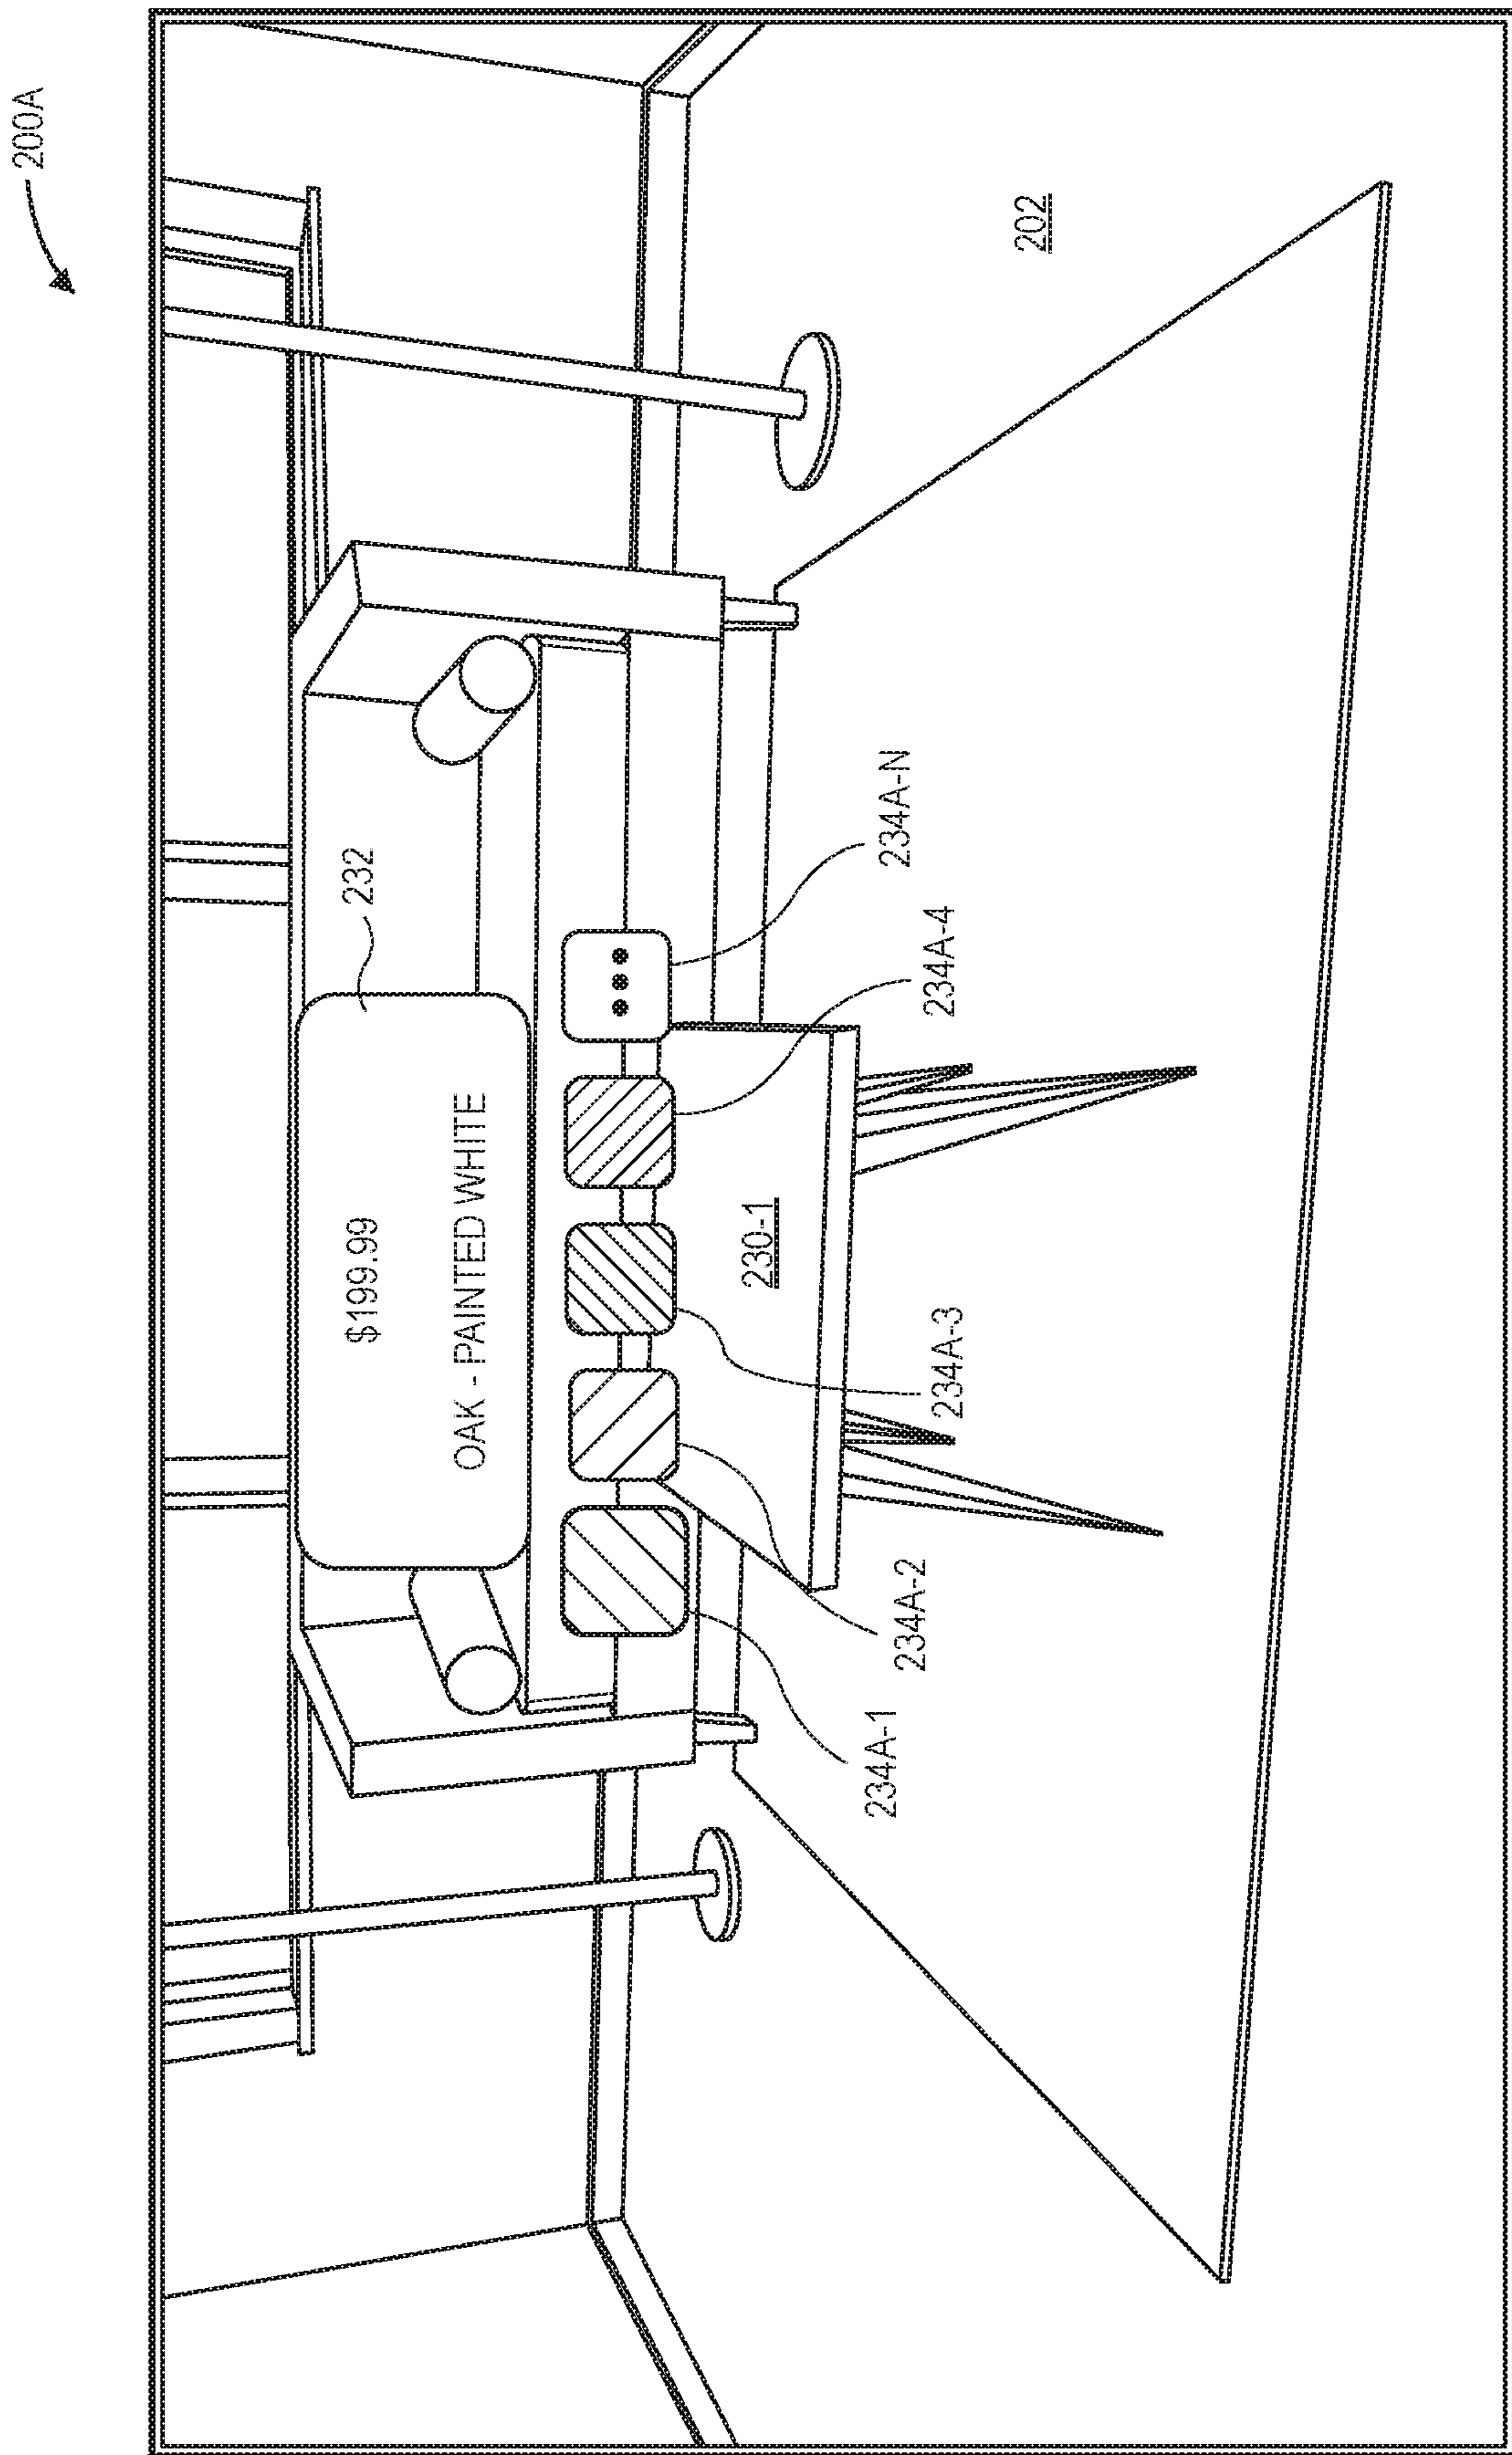 200A
$199.99
OAK - PAINTED WHITE
232
202
230-1
234A-1
234A-2
234A-3
234A-4
234A-N